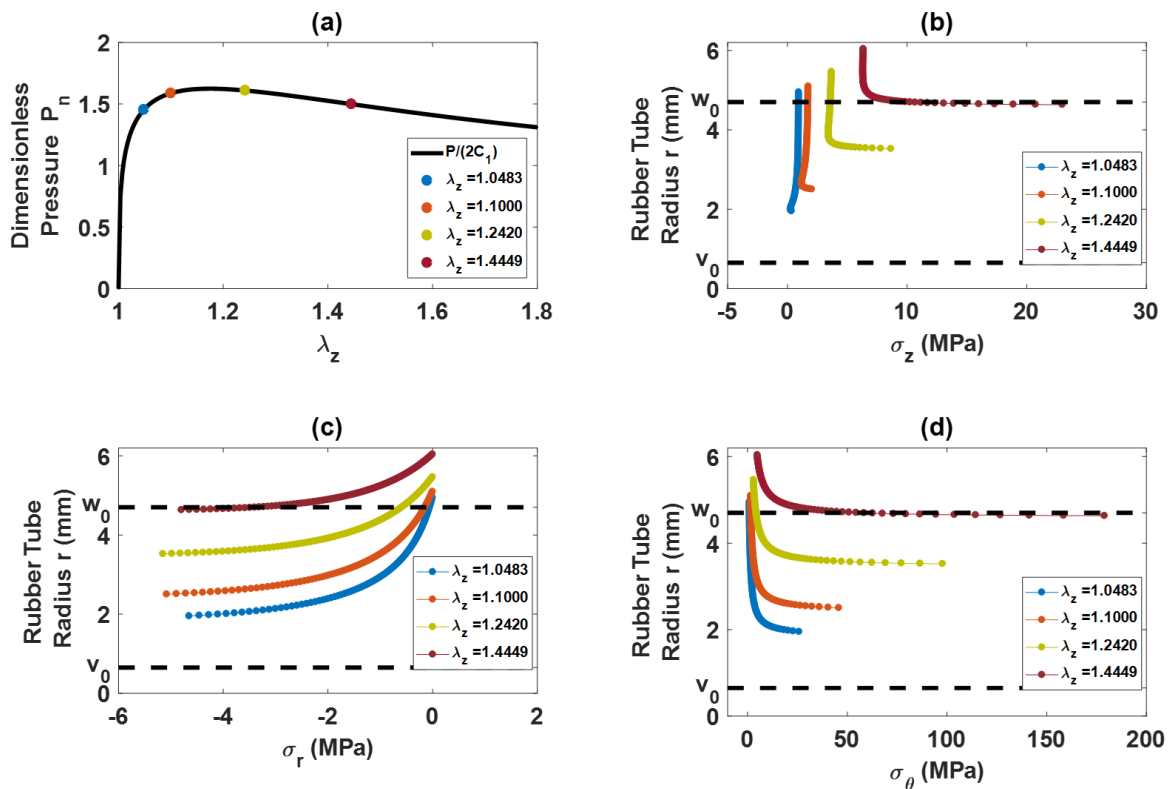 (a)
2
1.5
1
0.5
0
Dimensionless
Pressure P_n
P/(2C_1)
λ_z =1.0483
λ_z =1.1000
λ_z =1.2420
λ_z =1.4449
1 1.2 1.4 1.6 1.8
λ_z
(b)
6
w_0
4
2
v_0
0
Rubber Tube
Radius r (mm)
λ_z =1.0483
λ_z =1.1000
λ_z =1.2420
λ_z =1.4449
-5 0 5 10 15 20 25 30
σ_z (MPa)
(c)
6
w_0
4
2
v_0
0
Rubber Tube
Radius r (mm)
λ_z =1.0483
λ_z =1.1000
λ_z =1.2420
λ_z =1.4449
-6 -4 -2 0 2
σ_r (MPa)
(d)
6
w_0
4
2
v_0
0
Rubber Tube
Radius r (mm)
λ_z =1.0483
λ_z =1.1000
λ_z =1.2420
λ_z =1.4449
0 50 100 150 200
σ_θ (MPa)